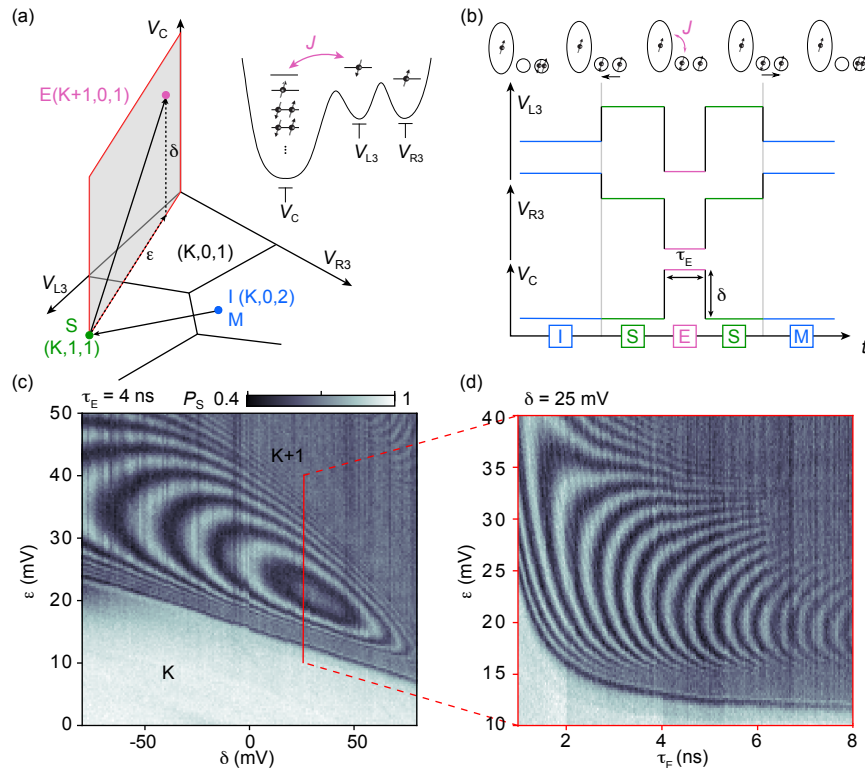 (a)
V_C
E(K+1,0,1)
δ
J
V_L3
V_R3
V_C
ε
(K,0,1)
V_L3
V_R3
I (K,0,2)
M
S
(K,1,1)
(b)
J
V_L3
V_R3
τ_E
V_C
δ
I
S
E
S
M
t
(c)
τ_E = 4 ns
P_S
0.4
1
50
40
30
20
10
0
ε (mV)
K+1
K
-50
0
50
δ (mV)
(d)
δ = 25 mV
40
35
30
25
20
15
10
ε (mV)
2
4
6
8
τ_E (ns)